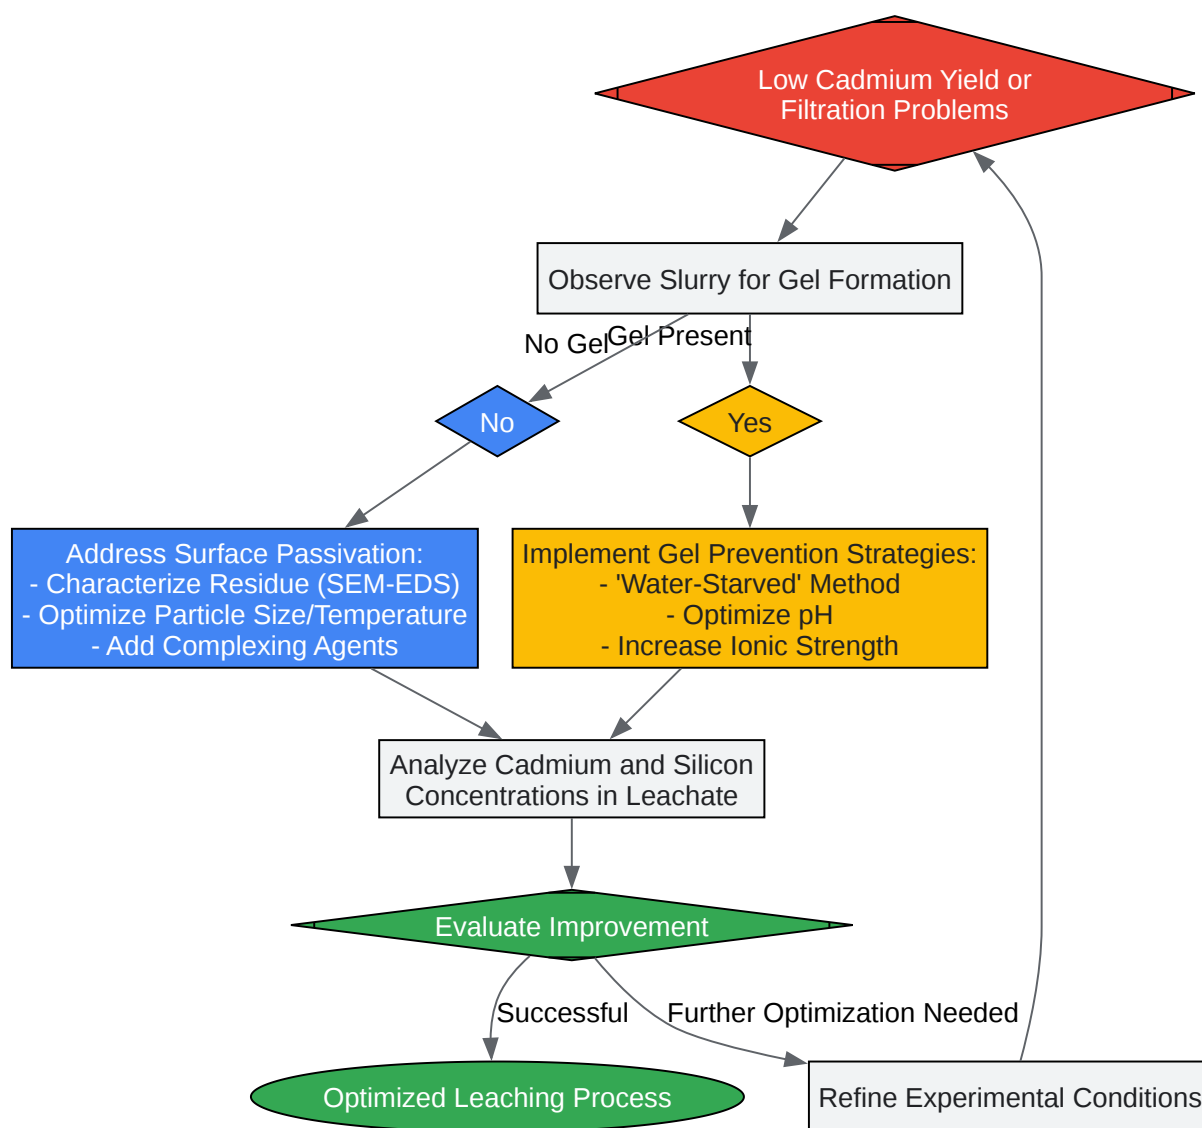 Low Cadmium Yield or
Filtration Problems
Observe Slurry for Gel Formation
No Gel
Gel Present
No
Yes
Address Surface Passivation:
- Characterize Residue (SEM-EDS)
- Optimize Particle Size/Temperature
- Add Complexing Agents
Implement Gel Prevention Strategies:
- 'Water-Starved' Method
- Optimize pH
- Increase Ionic Strength
Analyze Cadmium and Silicon
Concentrations in Leachate
Evaluate Improvement
Successful
Further Optimization Needed
Optimized Leaching Process
Refine Experimental Conditions